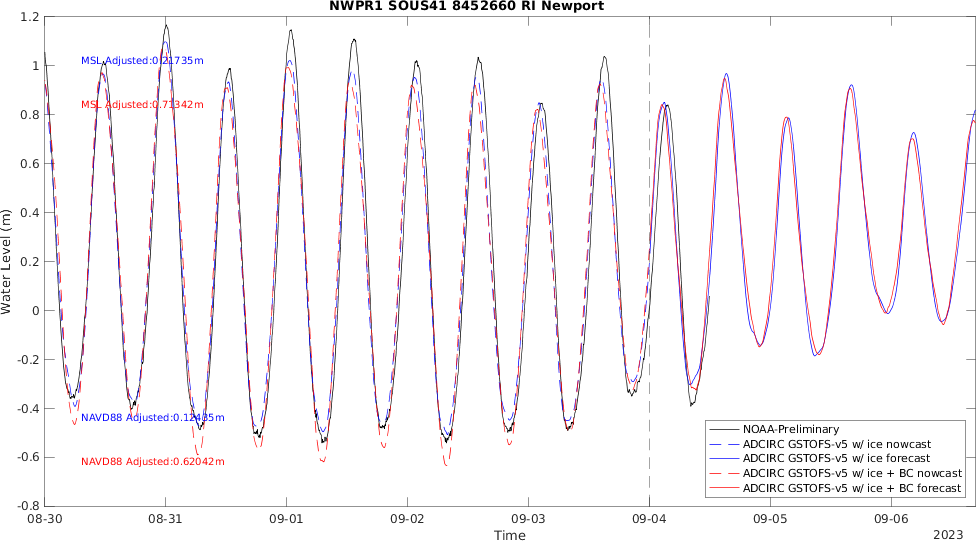 NWPR1 SOUS41 8452660 RI Newport
1.2
1
0.8
0.6
0.4
0.2
0
-0.2
-0.4
-0.6
-0.8
Water Level (m)
MSL Adjusted:0.21735m
MSL Adjusted:0.71342m
NAVD88 Adjusted:0.12435m
NAVD88 Adjusted:0.62042m
NOAA-Preliminary
ADCIRC GSTOFS-v5 w/ ice nowcast
ADCIRC GSTOFS-v5 w/ ice forecast
ADCIRC GSTOFS-v5 w/ ice + BC nowcast
ADCIRC GSTOFS-v5 w/ ice + BC forecast
08-30 08-31 09-01 09-02 09-03 09-04 09-05 09-06
Time
2023